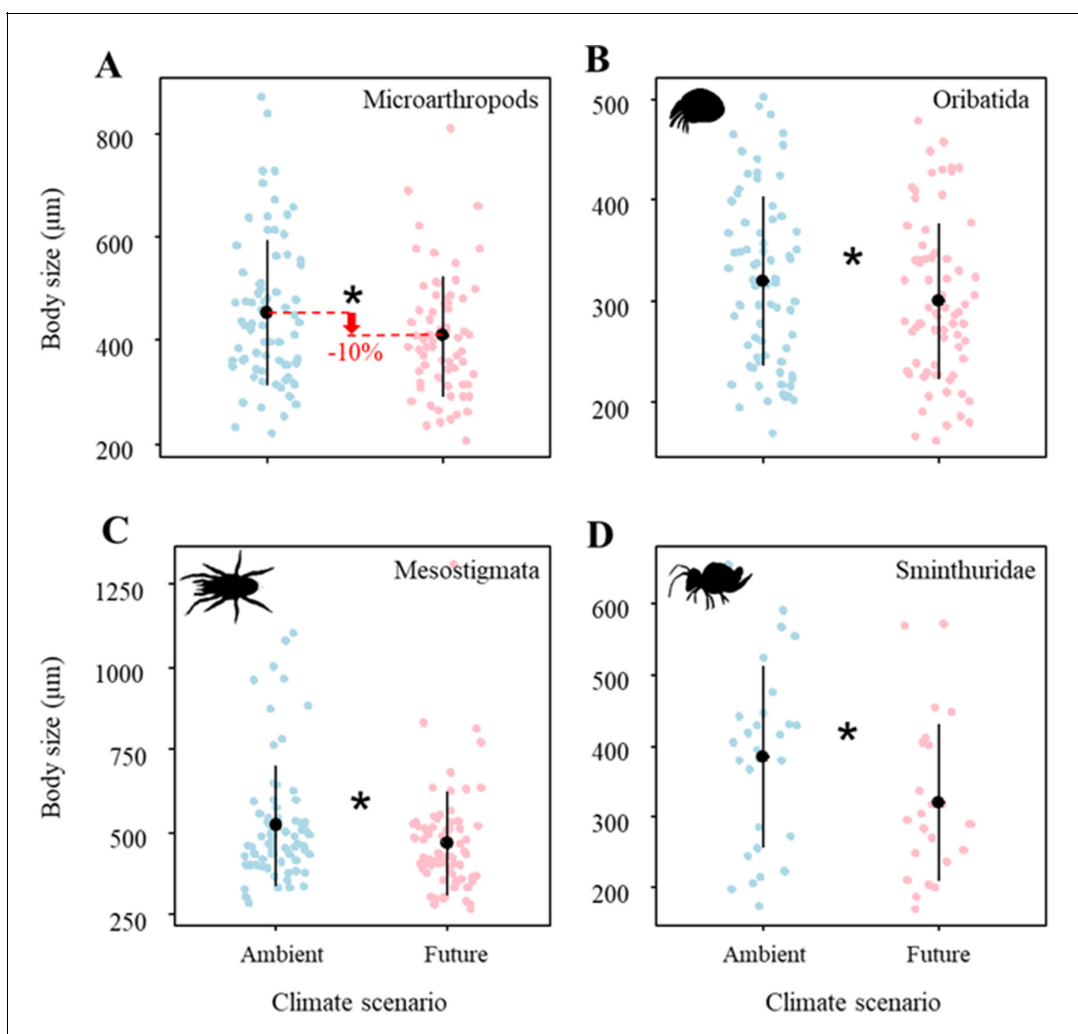 A
Microarthropods
Body size (μm)
800
600
400
200
*
-10%
B
Oribatida
500
400
300
200
*
C
Mesostigmata
Body size (μm)
1250
1000
750
500
250
*
Ambient
Future
Climate scenario
D
Sminthuridae
600
500
400
300
200
*
Ambient
Future
Climate scenario